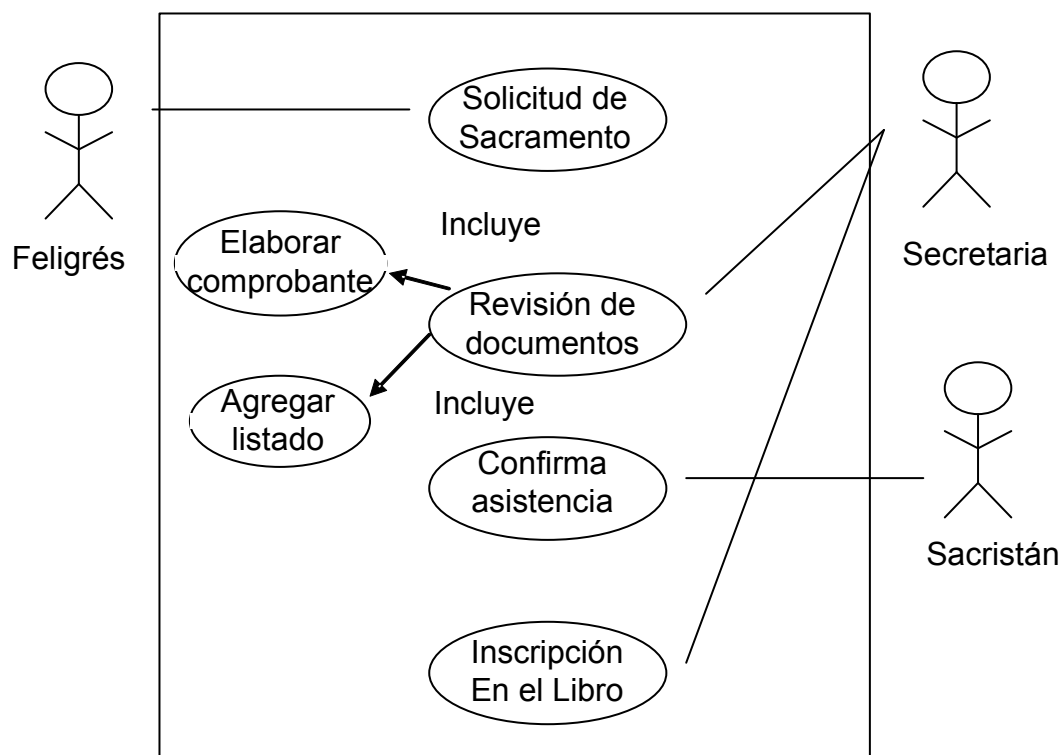 Solicitud de
Sacramento
Feligrés
Secretaria
Incluye
Elaborar
comprobante
Revisión de
documentos
Incluye
Agregar
listado
Confirma
asistencia
Sacristán
Inscripción
En el Libro